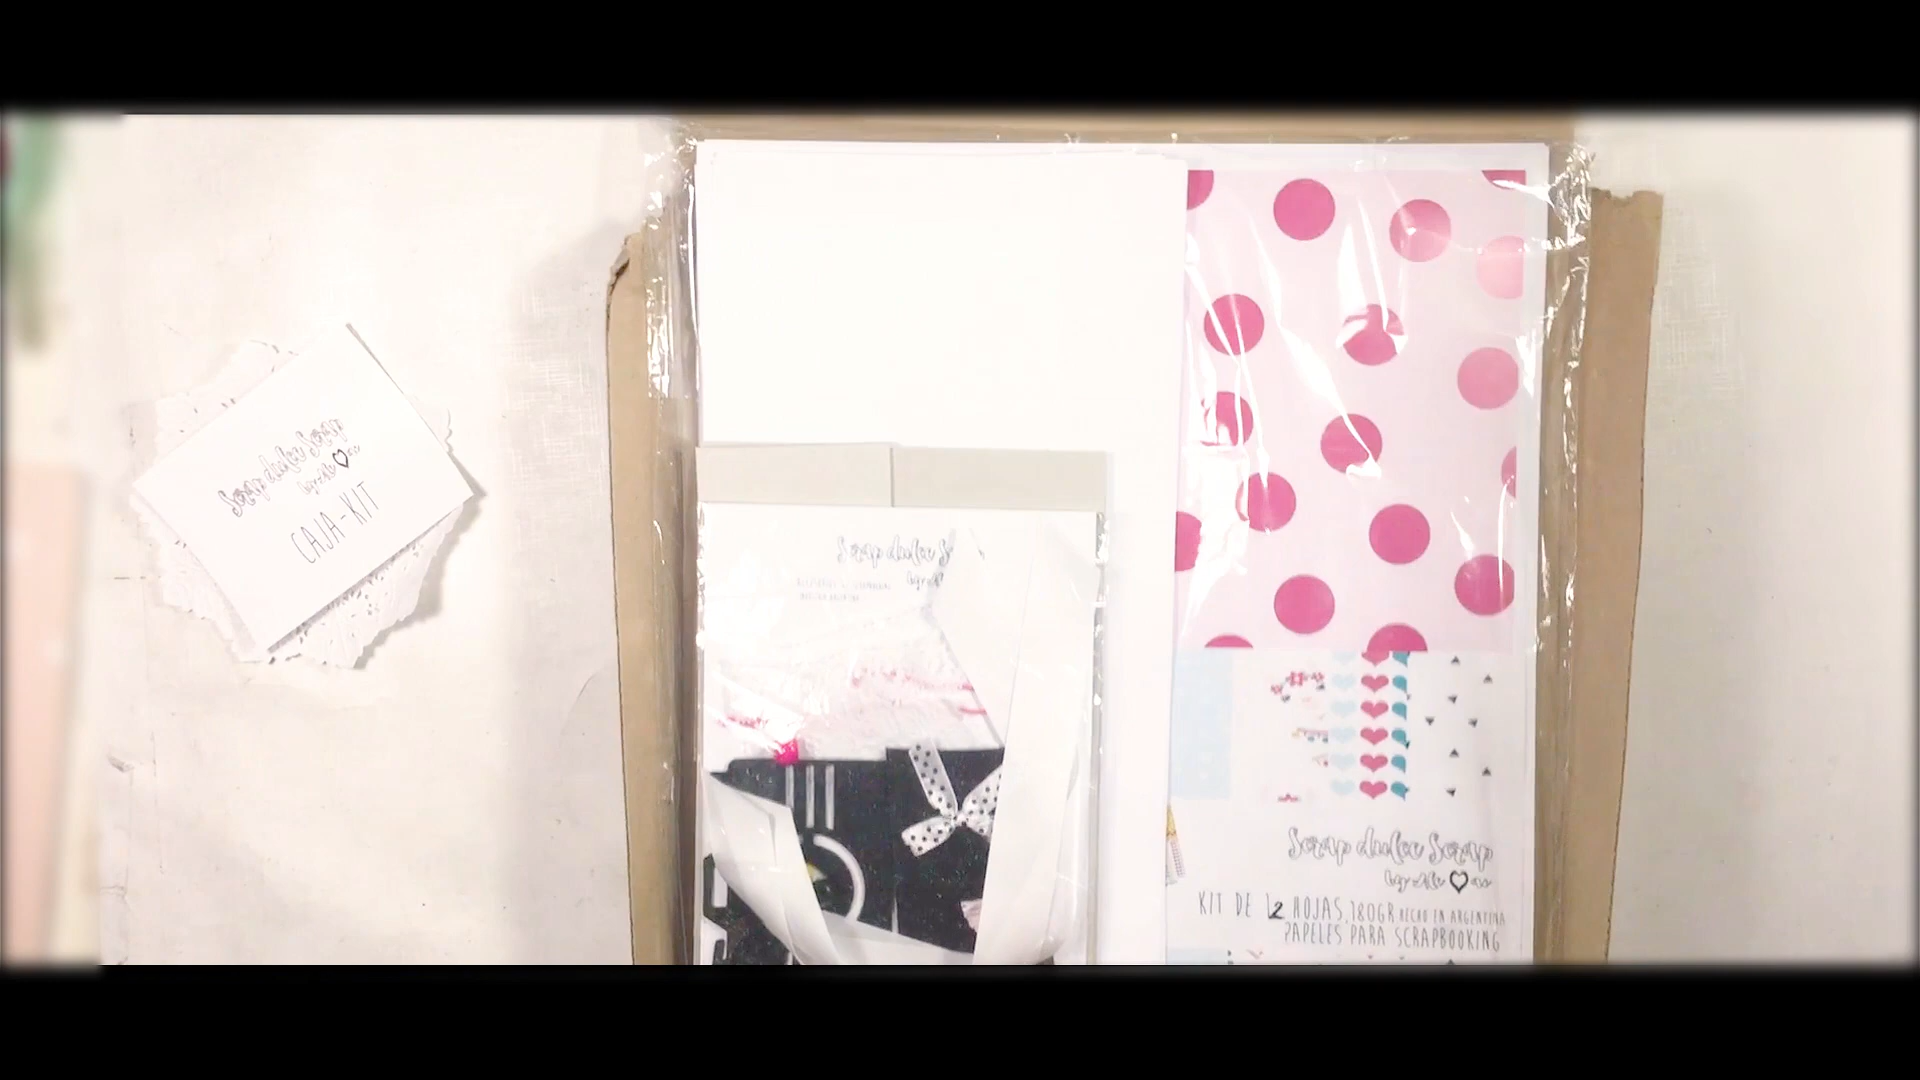 Scrap dulce Scrap
CAJA-KIT
Scrap dulce S
Scrap dulce Scrap
KIT DE 12 HOJAS, 180GR HECHO EN ARGENTINA
PAPELES PARA SCRAPBOOKING